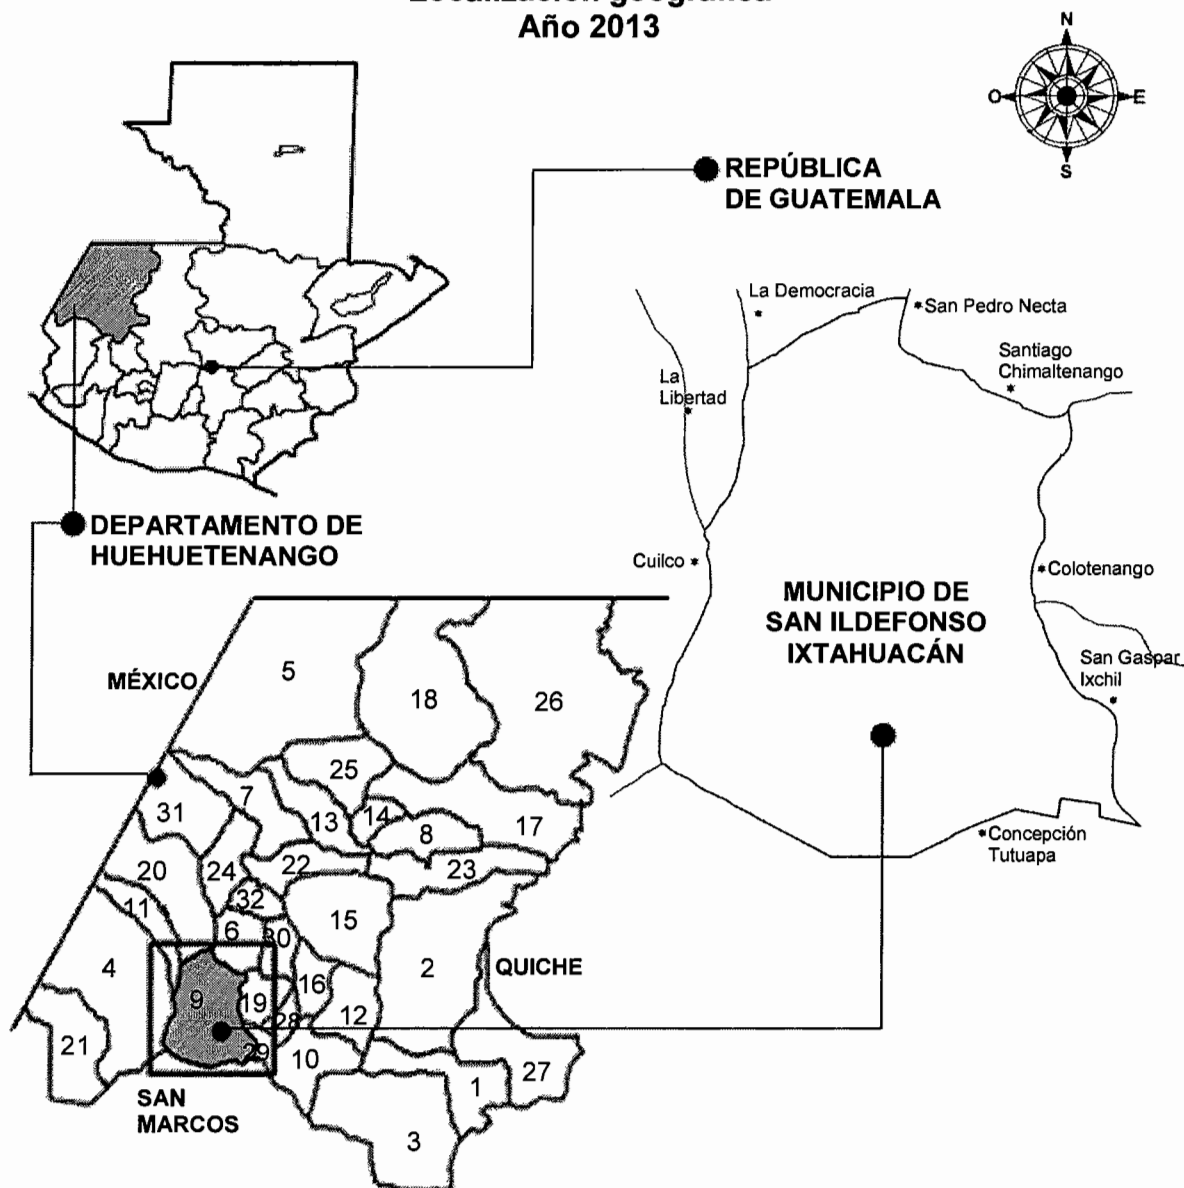 Localización geográfica
Año 2013
N
O
E
S
REPÚBLICA
DE GUATEMALA
La Democracia
San Pedro Necta
Santiago
Chimaltenango
La
Libertad
DEPARTAMENTO DE
HUEHUETENANGO
Cuilco
Colotenango
MUNICIPIO DE
SAN ILDEFONSO
IXTAHUACÁN
San Gaspar
Ixchil
Concepción
Tutuapa
MÉXICO
5
18
26
25
7
31
13
14
8
17
20
24
22
23
11
32
15
6
30
4
2
QUICHE
9
19
16
28
12
21
29
10
1
27
SAN
MARCOS
3